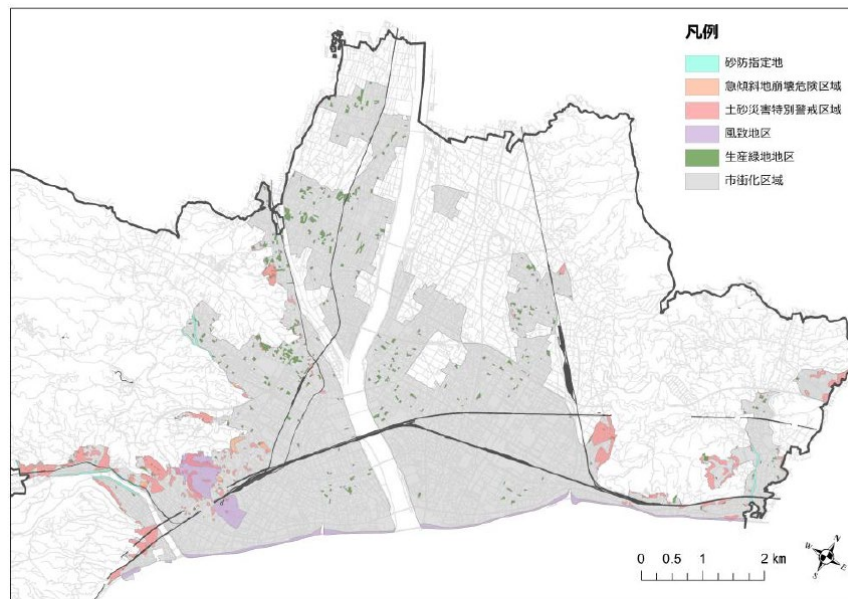 凡例
砂防指定地
急傾斜地崩壊危険区域
土砂災害特別警戒区域
風致地区
生産緑地地区
市街化区域
0 0.5 1 2 km
N
W
E
S